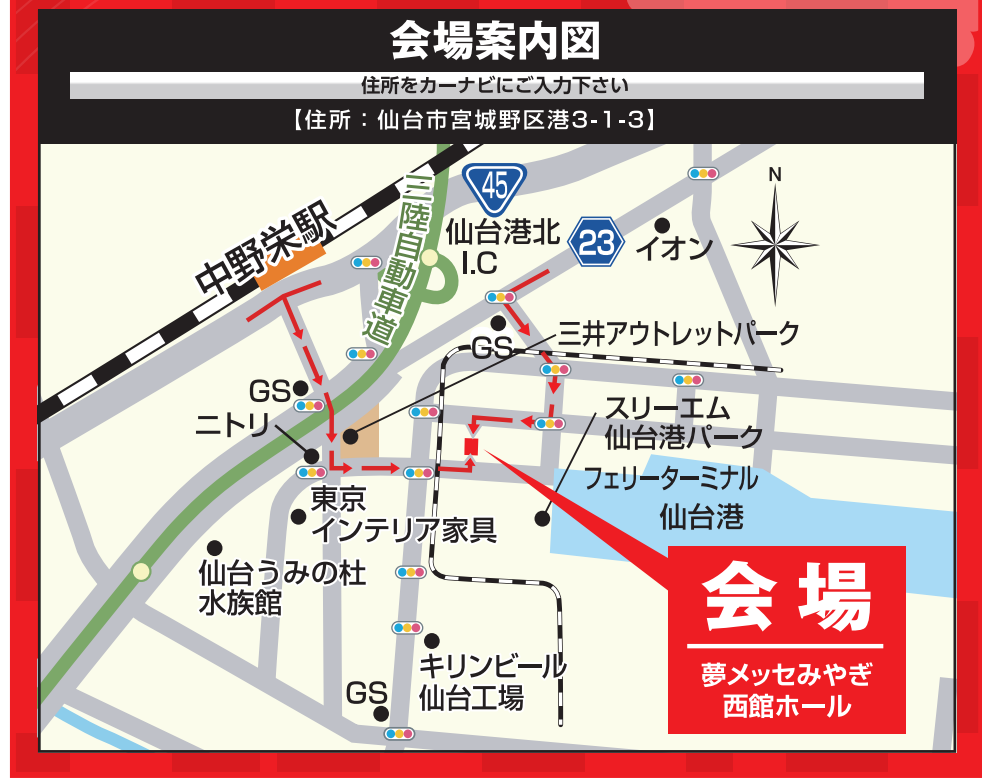 会場案内図
住所をカーナビにご入力下さい
【住所：仙台市宮城野区港3-1-3】
N
45
三陸自動車道
中野栄駅
仙台港北
I.C
23
イオン
GS
三井アウトレットパーク
GS
ニトリ
スリーエム
仙台港パーク
フェリーターミナル
仙台港
東京
インテリア家具
仙台うみの杜
水族館
キリンビール
仙台工場
GS
会場
夢メッセみやぎ
西館ホール